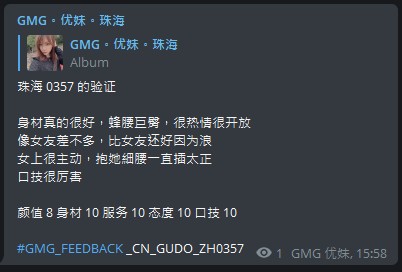 GMG。优妹。珠海
GMG。优妹。珠海
Album
珠海 0357 的验证
身材真的很好，蜂腰巨臀，很热情很开放
像女友差不多，比女友还好因为浪
女上很主动，抱她細腰一直插太正
口技很厉害
颜值 8 身材 10 服务 10 态度 10 口技 10
#GMG_FEEDBACK _CN_GUDO_ZH0357
1 GMG 优妹, 15:58